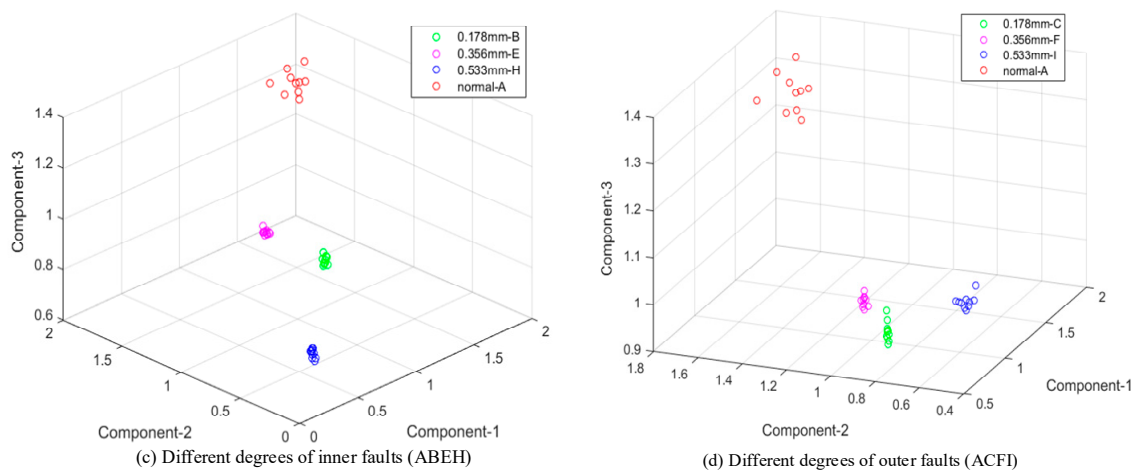 0.178mm-B
0.356mm-E
0.533mm-H
normal-A
1.4
1.2
1
0.8
0.6
Component-3
2
1.5
1
0.5
0
Component-2
0
0.5
1
1.5
2
Component-1
(c) Different degrees of inner faults (ABEH)
0.178mm-C
0.356mm-F
0.533mm-I
normal-A
1.4
1.3
1.2
1.1
1
0.9
Component-3
1.8
1.6
1.4
1.2
1
0.8
0.6
0.4
Component-2
0.5
1
1.5
2
Component-1
(d) Different degrees of outer faults (ACFI)